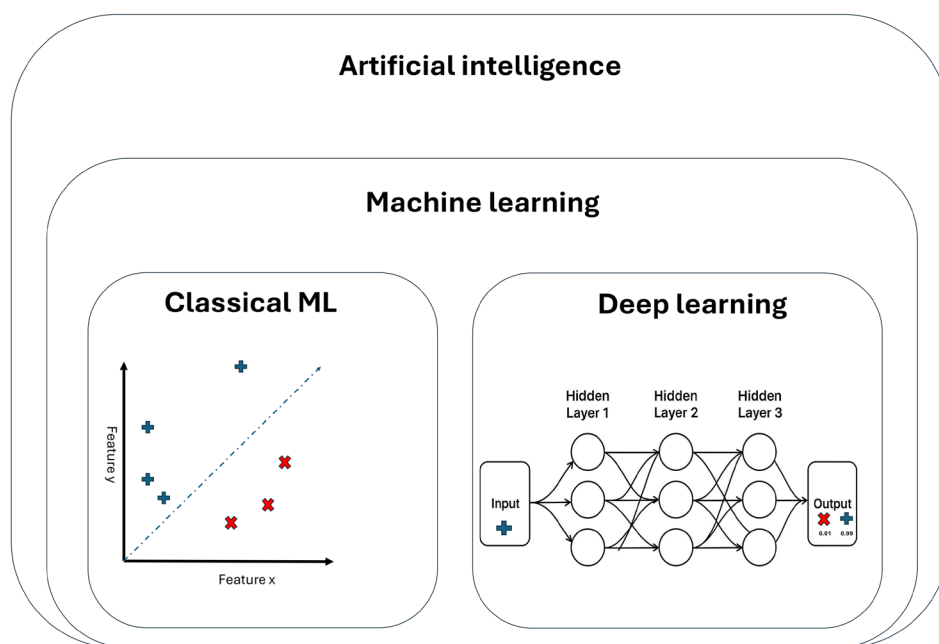 Artificial intelligence
Machine learning
Classical ML
Feature y
Feature x
Deep learning
Hidden
Layer 1
Hidden
Layer 2
Hidden
Layer 3
Input
Output
0.01 0.99